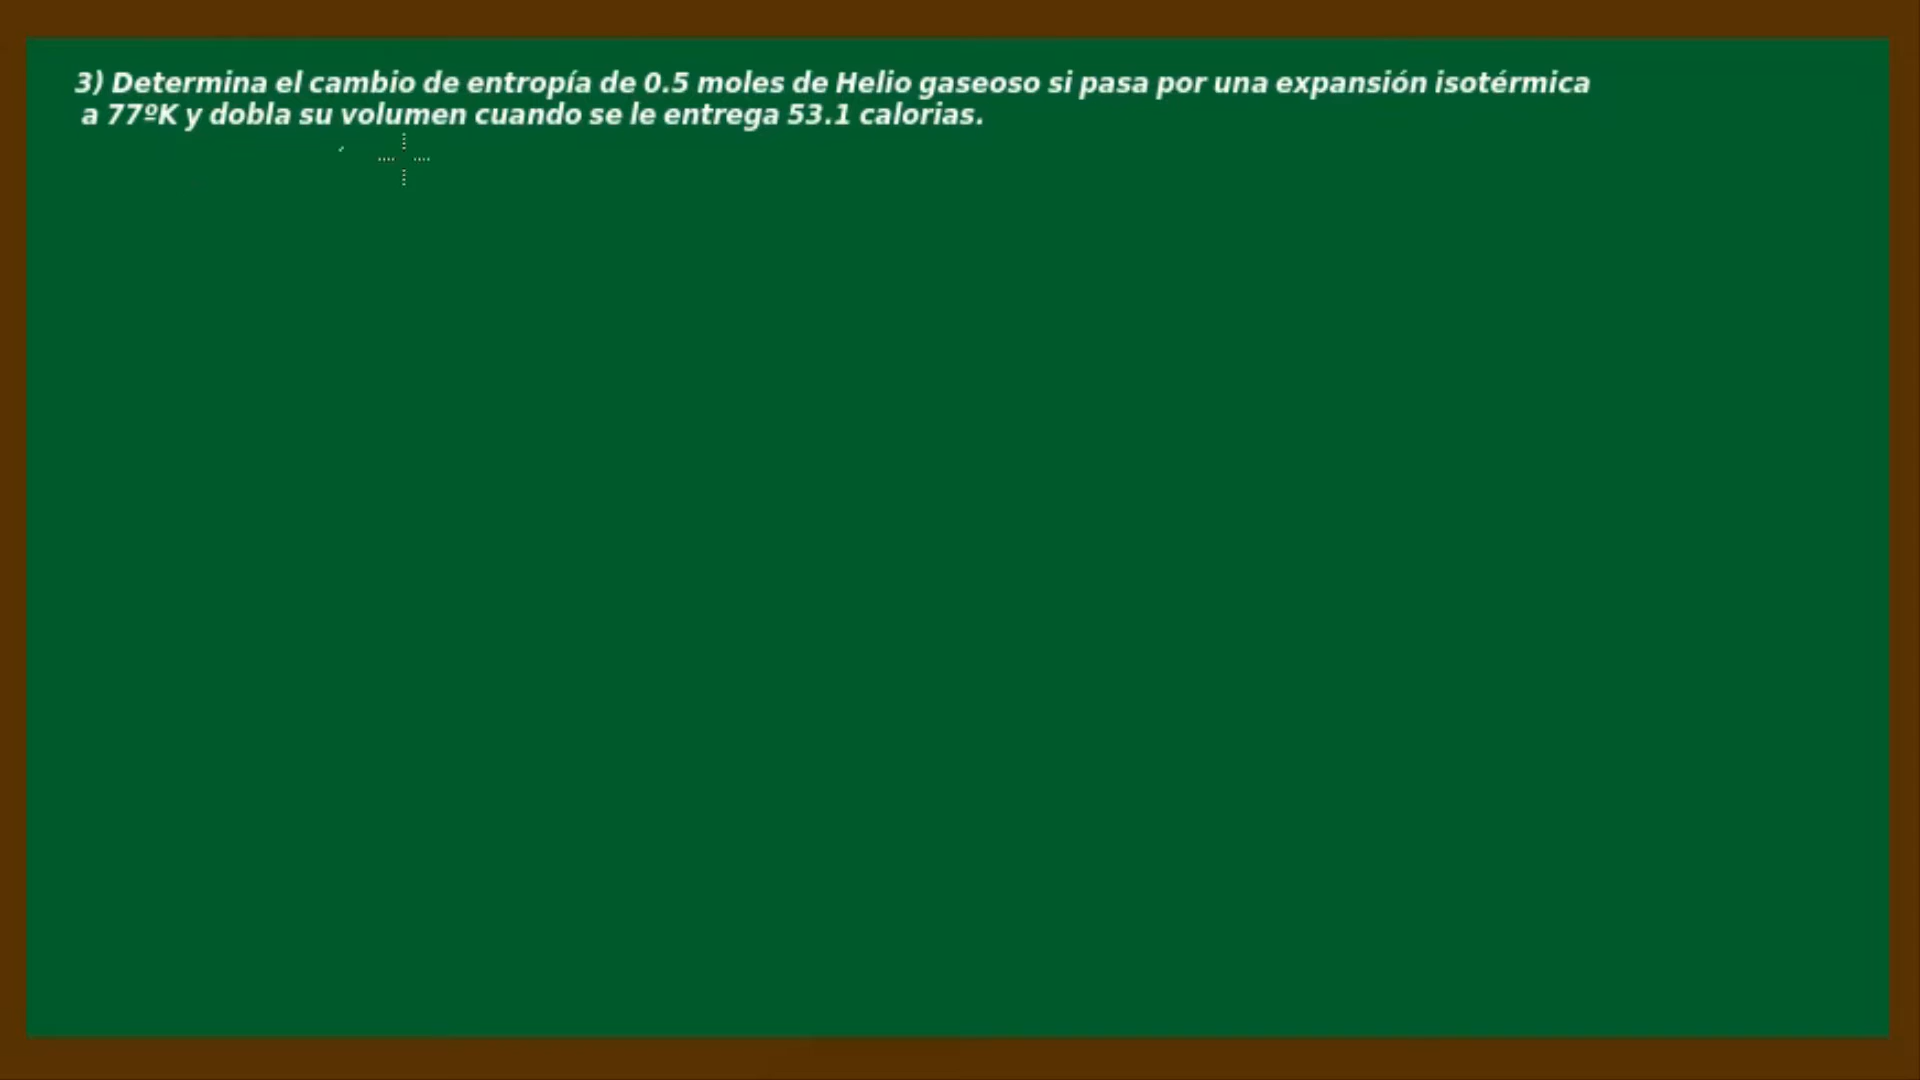 3) Determina el cambio de entropía de 0.5 moles de Helio gaseoso si pasa por una expansión isotérmica
a 77ºK y dobla su volumen cuando se le entrega 53.1 calorias.